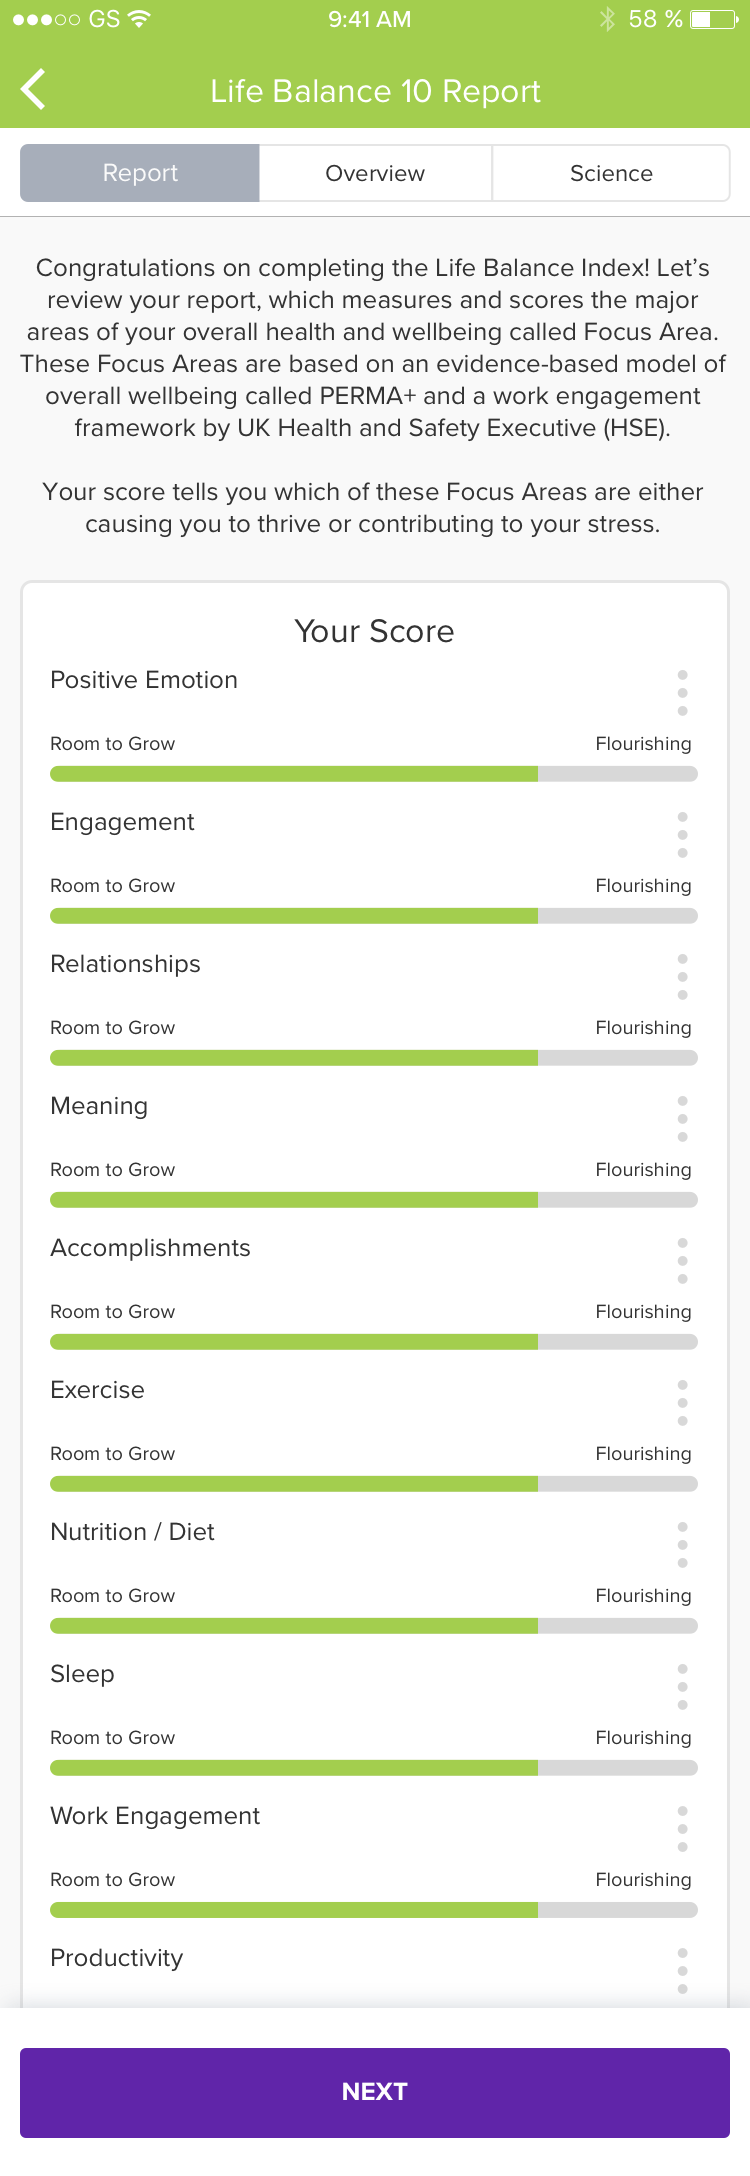 GS 9:41 AM 58 %
Life Balance 10 Report
Report Overview Science
Congratulations on completing the Life Balance Index! Let’s
review your report, which measures and scores the major
areas of your overall health and wellbeing called Focus Area.
These Focus Areas are based on an evidence-based model of
overall wellbeing called PERMA+ and a work engagement
framework by UK Health and Safety Executive (HSE).
Your score tells you which of these Focus Areas are either
causing you to thrive or contributing to your stress.
Your Score
Positive Emotion
Room to Grow Flourishing
Engagement
Room to Grow Flourishing
Relationships
Room to Grow Flourishing
Meaning
Room to Grow Flourishing
Accomplishments
Room to Grow Flourishing
Exercise
Room to Grow Flourishing
Nutrition / Diet
Room to Grow Flourishing
Sleep
Room to Grow Flourishing
Work Engagement
Room to Grow Flourishing
Productivity
NEXT